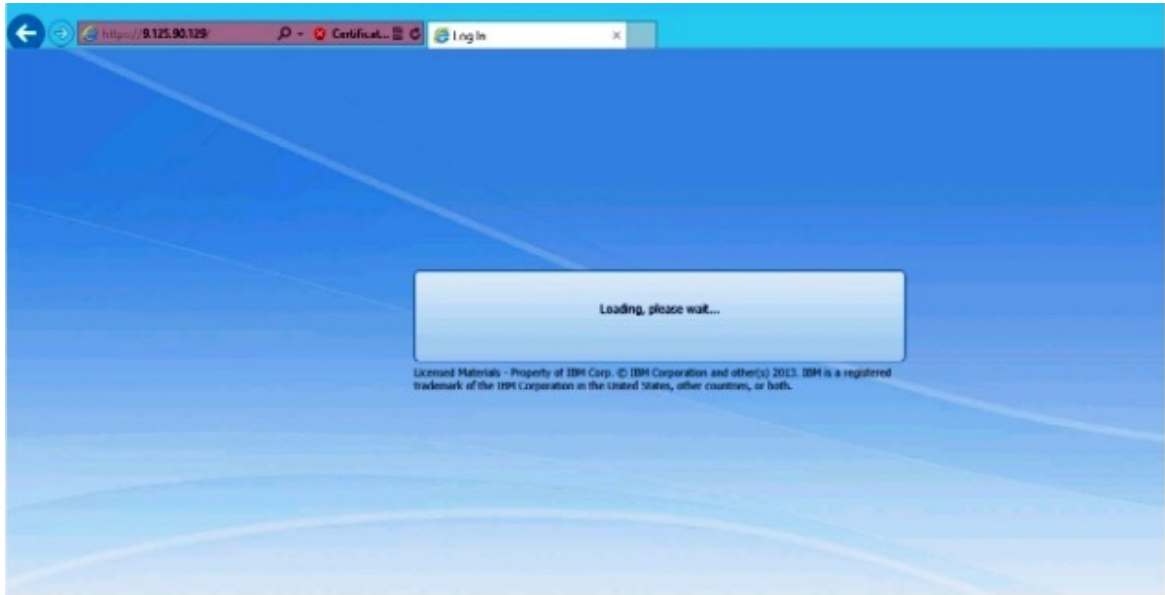 https://9.125.90.129/
Certificat...
Log In
Loading, please wait...
Licensed Materials - Property of IBM Corp. © IBM Corporation and other(s) 2013. IBM is a registered
trademark of the IBM Corporation in the United States, other countries, or both.